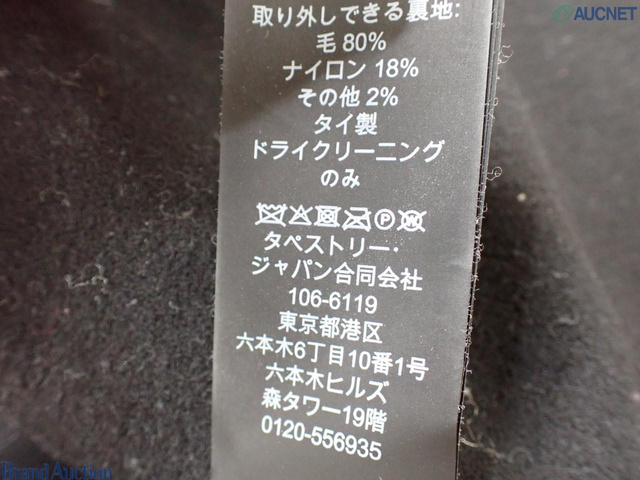 AUCNET
取り外しできる裏地:
毛 80%
ナイロン 18%
その他 2%
タイ製
ドライクリーニング
のみ
P W
タペストリー・
ジャパン合同会社
106-6119
東京都港区
六本木6丁目10番1号
六本木ヒルズ
森タワー19階
0120-556935
Brand Auction